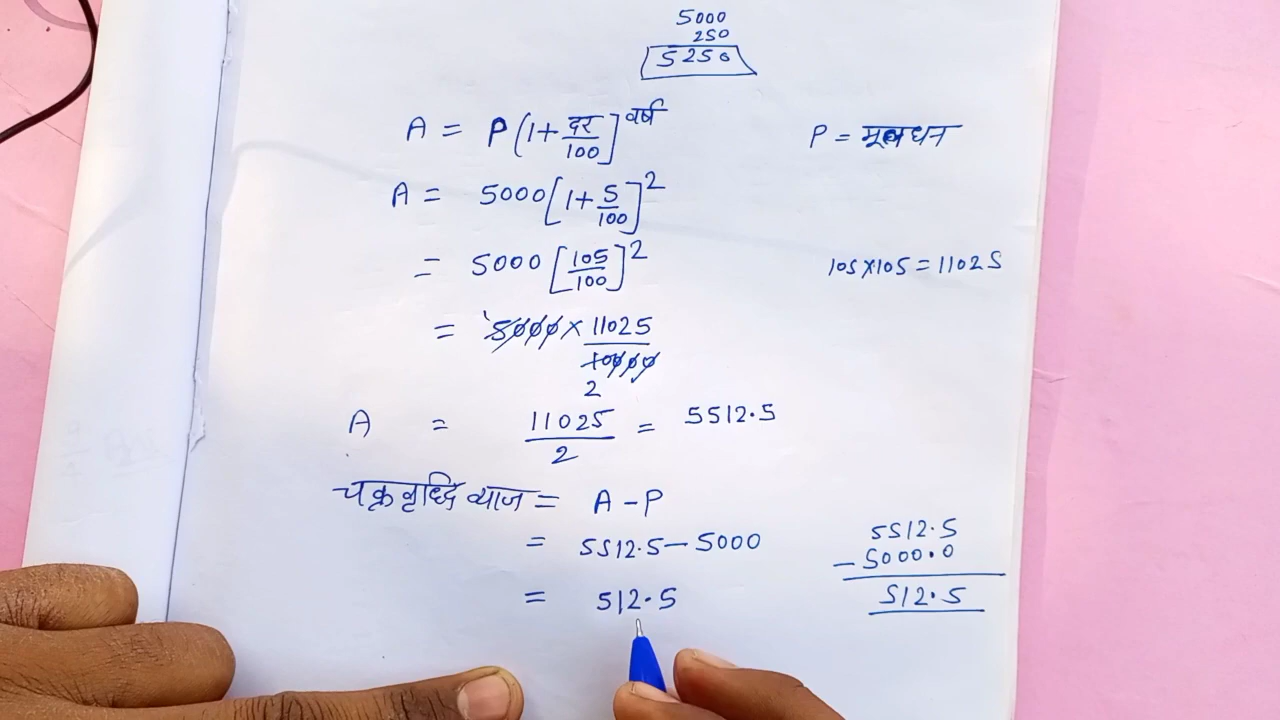 5000
250
5250
A = P(1+दर/100]वर्ष P = मूलधन
A = 5000[1+5/100]2
= 5000[105/100]2 105×105=11025
= 5000×11025/10000
2
A = 11025/2 = 5512.5
चक्रवृध्दि व्याज = A-P
= 5512.5-5000
= 512.5
5512.5
-5000.0
512.5